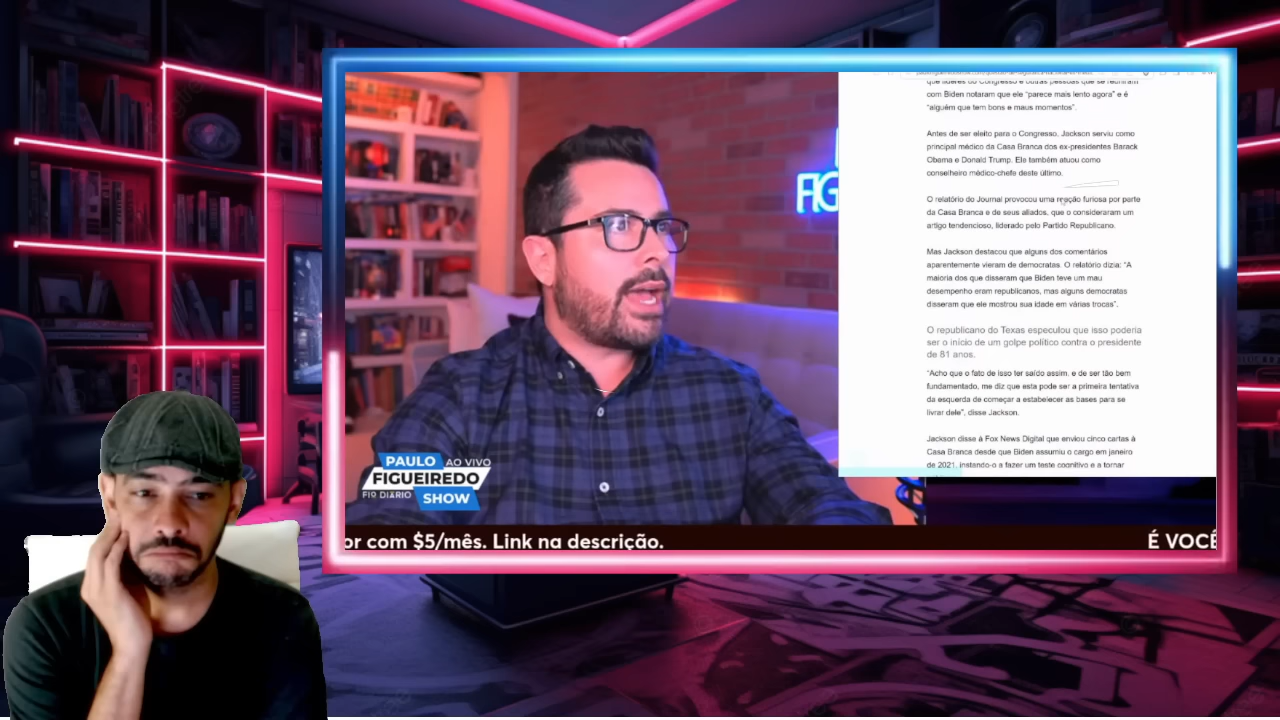 que líderes do Congresso e outras pessoas que se reuniram
com Biden notaram que ele “parece mais lento agora” e é
“alguém que tem bons e maus momentos”.
Antes de ser eleito para o Congresso, Jackson serviu como
principal médico da Casa Branca dos ex-presidentes Barack
Obama e Donald Trump. Ele também atuou como
conselheiro médico-chefe deste último.
O relatório do Journal provocou uma reação furiosa por parte
da Casa Branca e de seus aliados, que o consideraram um
artigo tendencioso, liderado pelo Partido Republicano.
Mas Jackson destacou que alguns dos comentários
aparentemente vieram de democratas. O relatório dizia: “A
maioria dos que disseram que Biden teve um mau
desempenho eram republicanos, mas alguns democratas
disseram que ele mostrou sua idade em várias trocas”.
O republicano do Texas especulou que isso poderia
ser o início de um golpe político contra o presidente
de 81 anos.
“Acho que o fato de isso ter saído assim, e de ser tão bem
fundamentado, me diz que esta pode ser a primeira tentativa
da esquerda de começar a estabelecer as bases para se
livrar dele”, disse Jackson.
Jackson disse à Fox News Digital que enviou cinco cartas à
Casa Branca desde que Biden assumiu o cargo em janeiro
de 2021, instando-o a fazer um teste cognitivo e a tornar
FIG
PAULO AO VIVO
FIGUEIREDO
FIO DIÁRIO SHOW
or com $5/mês. Link na descrição. É VOCÊ